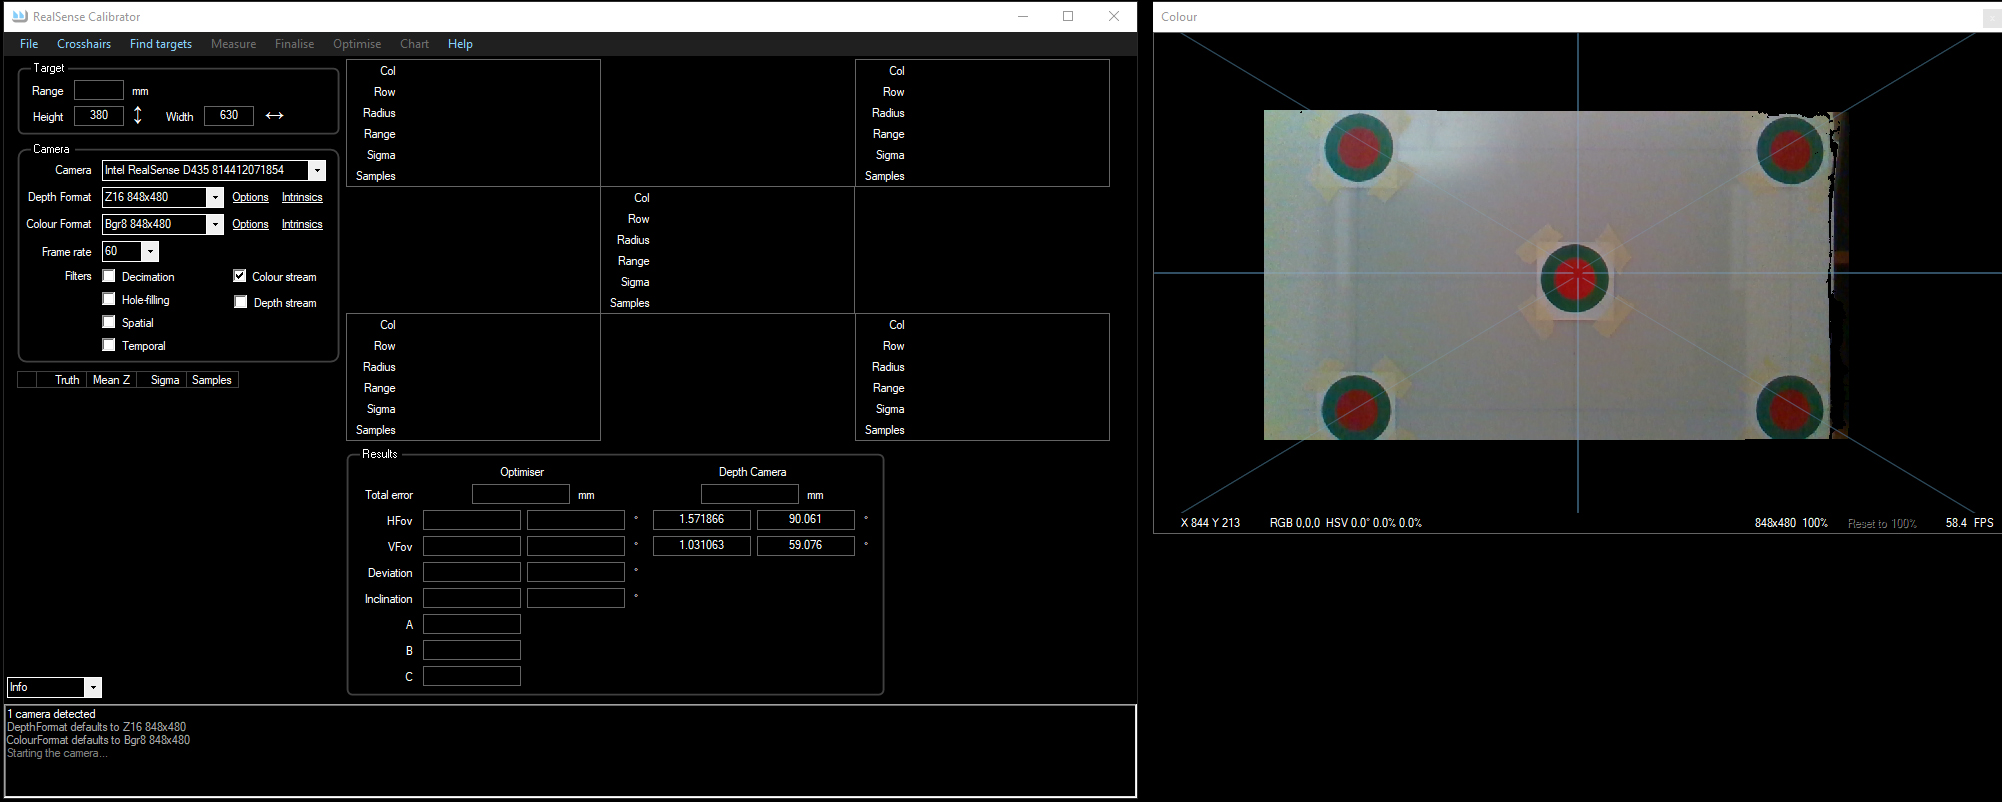 RealSense Calibrator
File Crosshairs Find targets Measure Finalise Optimise Chart Help
Target
Range mm
Height 380 Width 630
Camera
Camera Intel RealSense D435 814412071854
Depth Format Z16 848x480 Options Intrinsics
Colour Format Bgr8 848x480 Options Intrinsics
Frame rate 60
Filters Decimation Colour stream
Hole-filling Depth stream
Spatial
Temporal
Truth Mean Z Sigma Samples
Col
Row
Radius
Range
Sigma
Samples
Col
Row
Radius
Range
Sigma
Samples
Col
Row
Radius
Range
Sigma
Samples
Col
Row
Radius
Range
Sigma
Samples
Col
Row
Radius
Range
Sigma
Samples
Results
Optimiser Depth Camera
Total error mm mm
HFov ° 1.571866 90.061 °
VFov ° 1.031063 59.076 °
Deviation °
Inclination °
A
B
C
Info
1 camera detected
DepthFormat defaults to Z16 848x480
ColourFormat defaults to Bgr8 848x480
Starting the camera...
Colour
X 844 Y 213 RGB 0,0,0 HSV 0.0° 0.0% 0.0% 848x480 100% Reset to 100% 58.4 FPS